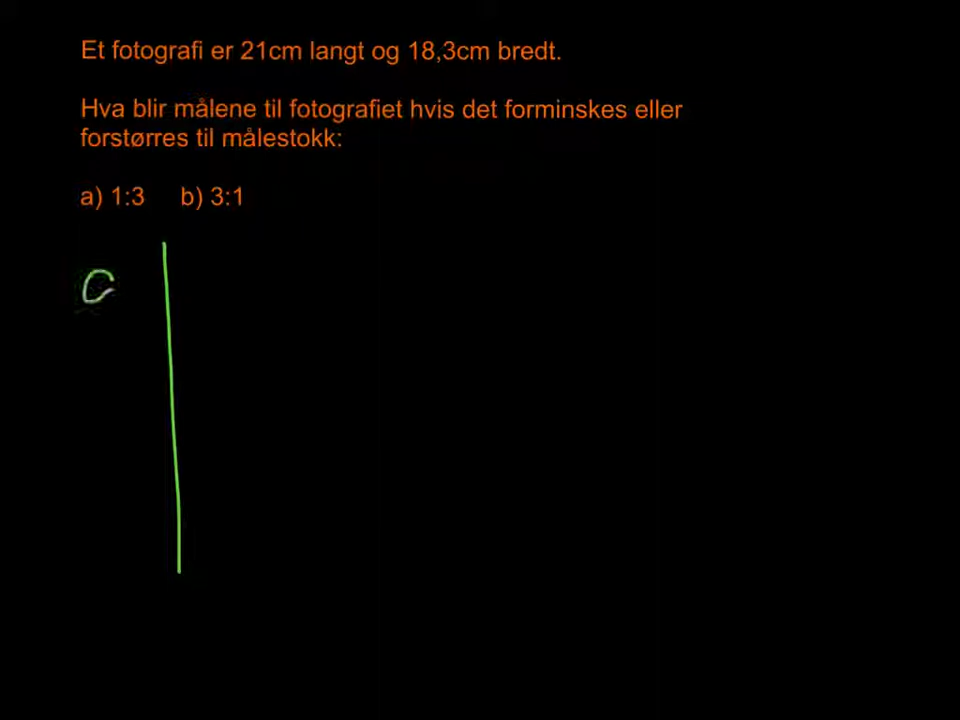 Et fotografi er 21cm langt og 18,3cm bredt.
Hva blir målene til fotografiet hvis det forminskes eller
forstørres til målestokk:
a) 1:3 b) 3:1